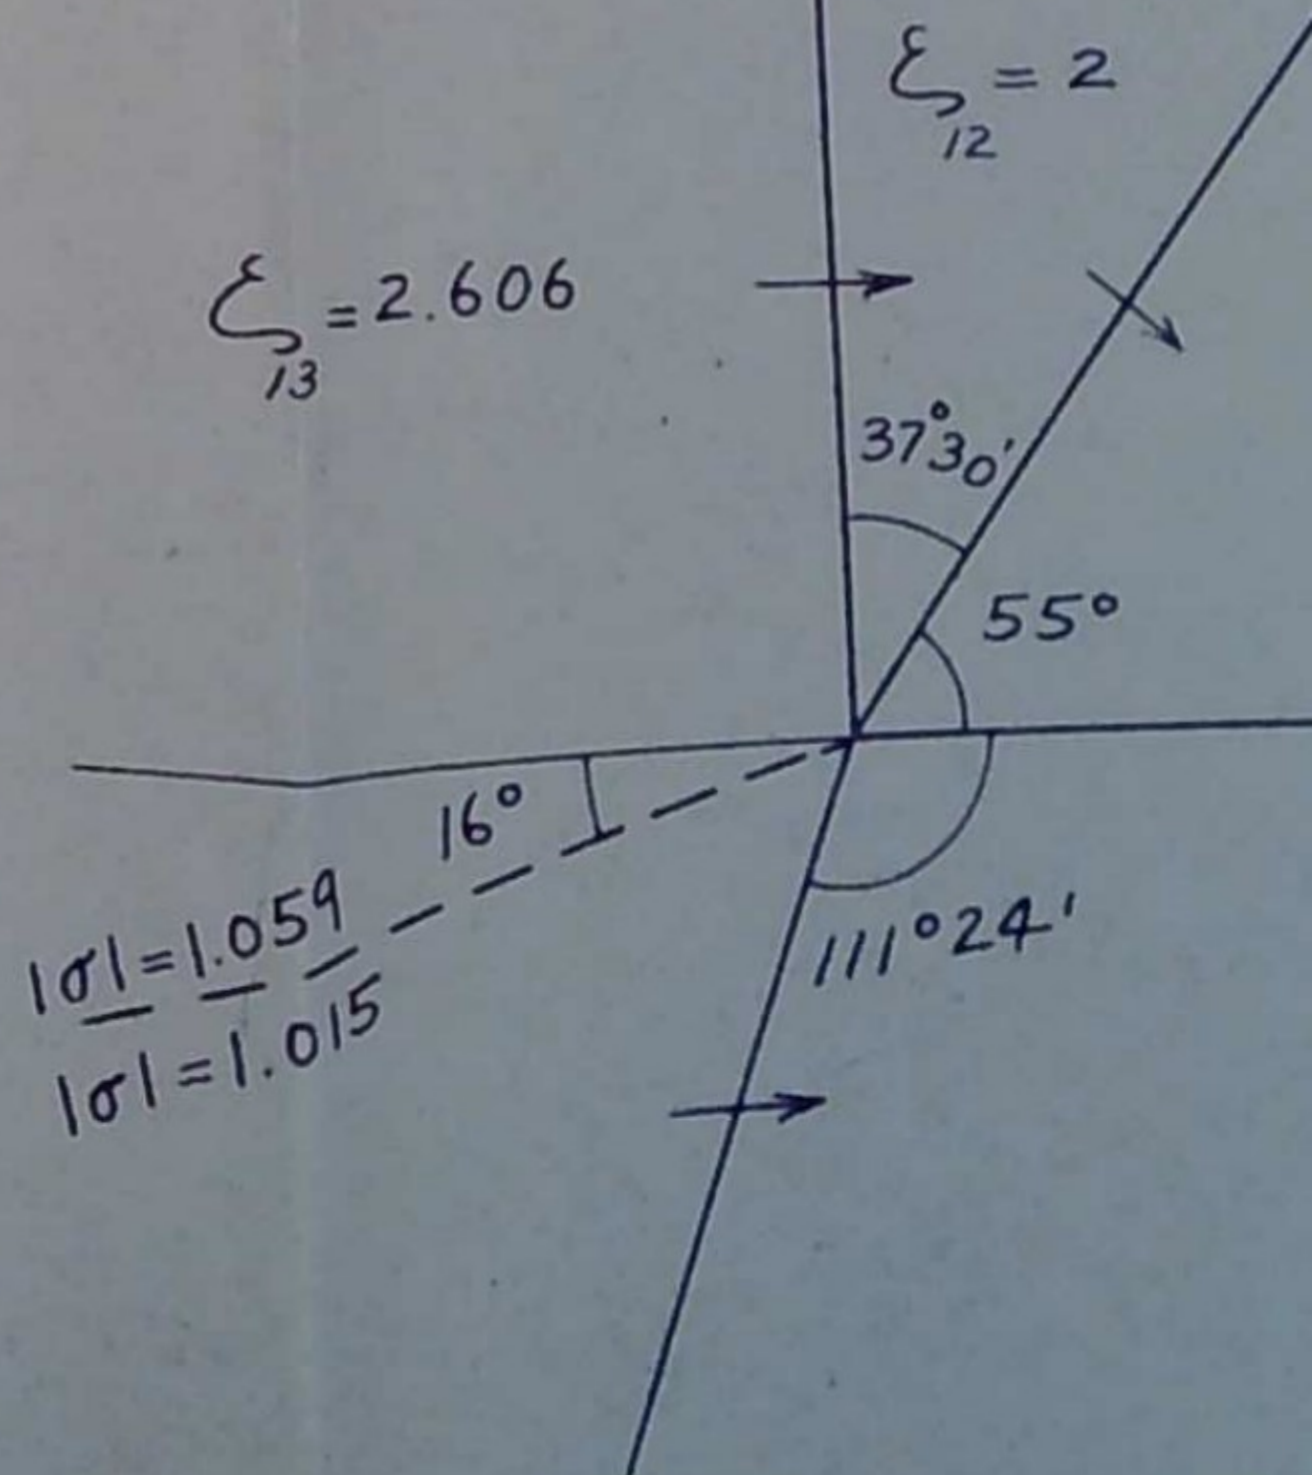 ξ₁₂ = 2
ξ₁₃ = 2.606
37°30'
55°
16°
|σ| = 1.059
|σ| = 1.015
111°24'